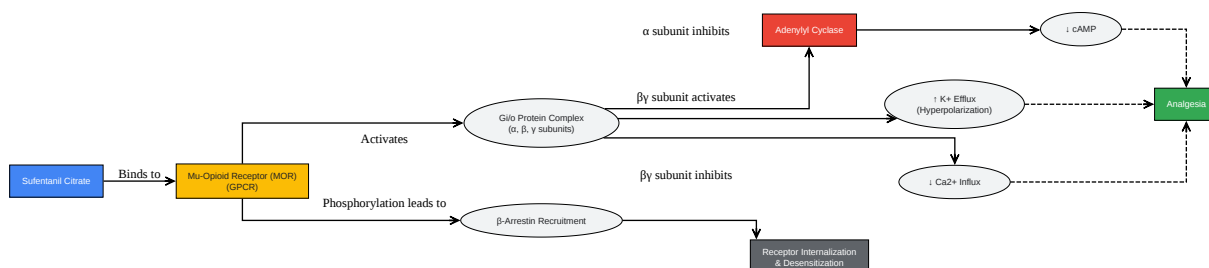 α subunit inhibits
Adenylyl Cyclase
↓ cAMP
βγ subunit activates
↑ K+ Efflux
(Hyperpolarization)
Analgesia
Gi/o Protein Complex
(α, β, γ subunits)
Activates
Sufentanil Citrate
Binds to
Mu-Opioid Receptor (MOR)
(GPCR)
βγ subunit inhibits
↓ Ca2+ Influx
Phosphorylation leads to
β-Arrestin Recruitment
Receptor Internalization
& Desensitization